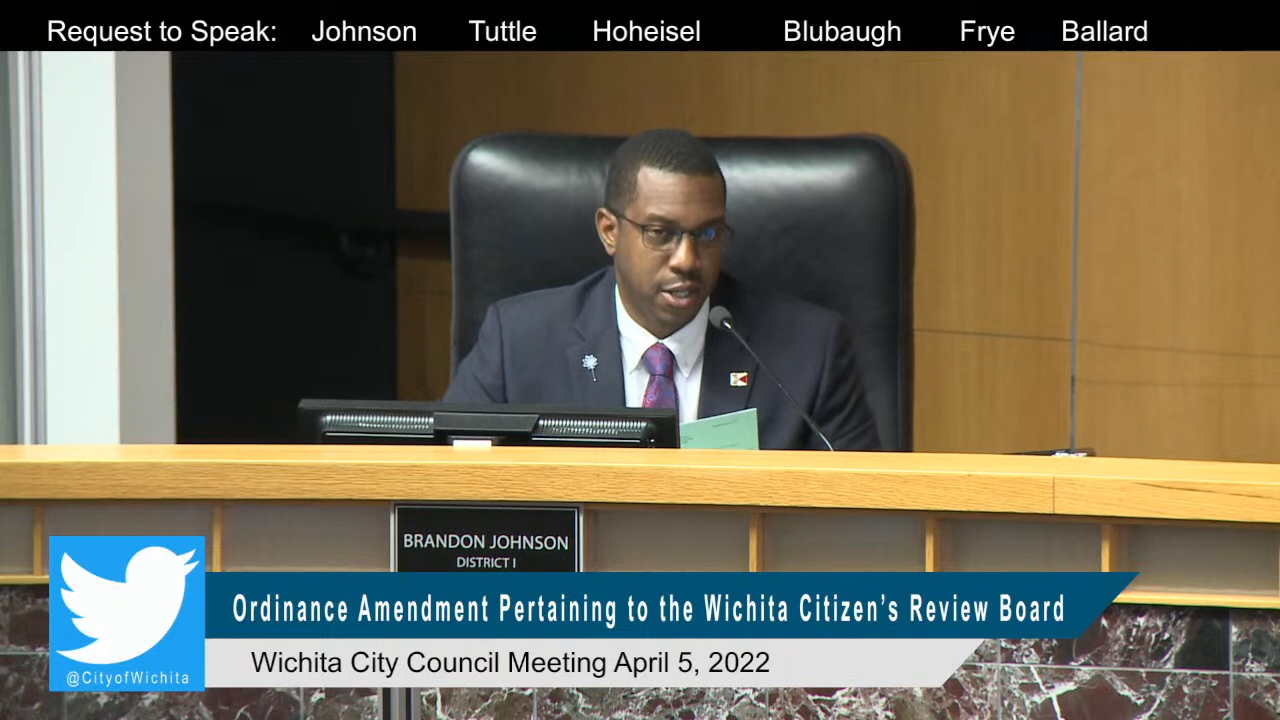 Request to Speak: Johnson Tuttle Hoheisel Blubaugh Frye Ballard
BRANDON JOHNSON
DISTRICT I
Ordinance Amendment Pertaining to the Wichita Citizen's Review Board
Wichita City Council Meeting April 5, 2022
@CityofWichita